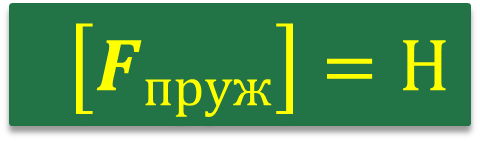 [Fпруж] = Н